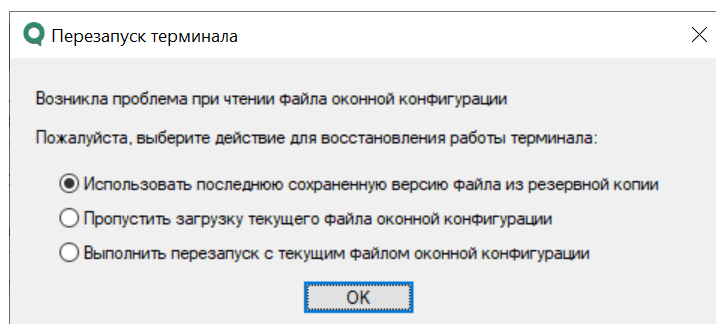 Перезапуск терминала
Возникла проблема при чтении файла оконной конфигурации
Пожалуйста, выберите действие для восстановления работы терминала:
Использовать последнюю сохраненную версию файла из резервной копии
Пропустить загрузку текущего файла оконной конфигурации
Выполнить перезапуск с текущим файлом оконной конфигурации
OK